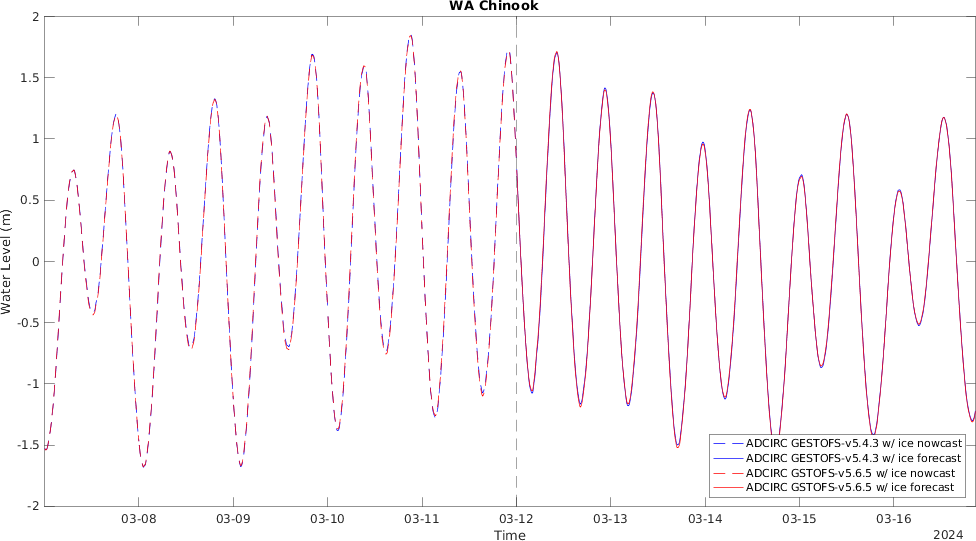 WA Chinook
2
1.5
1
0.5
0
-0.5
-1
-1.5
-2
Water Level (m)
03-08 03-09 03-10 03-11 03-12 03-13 03-14 03-15 03-16
Time
2024
ADCIRC GESTOFS-v5.4.3 w/ ice nowcast
ADCIRC GESTOFS-v5.4.3 w/ ice forecast
ADCIRC GSTOFS-v5.6.5 w/ ice nowcast
ADCIRC GSTOFS-v5.6.5 w/ ice forecast